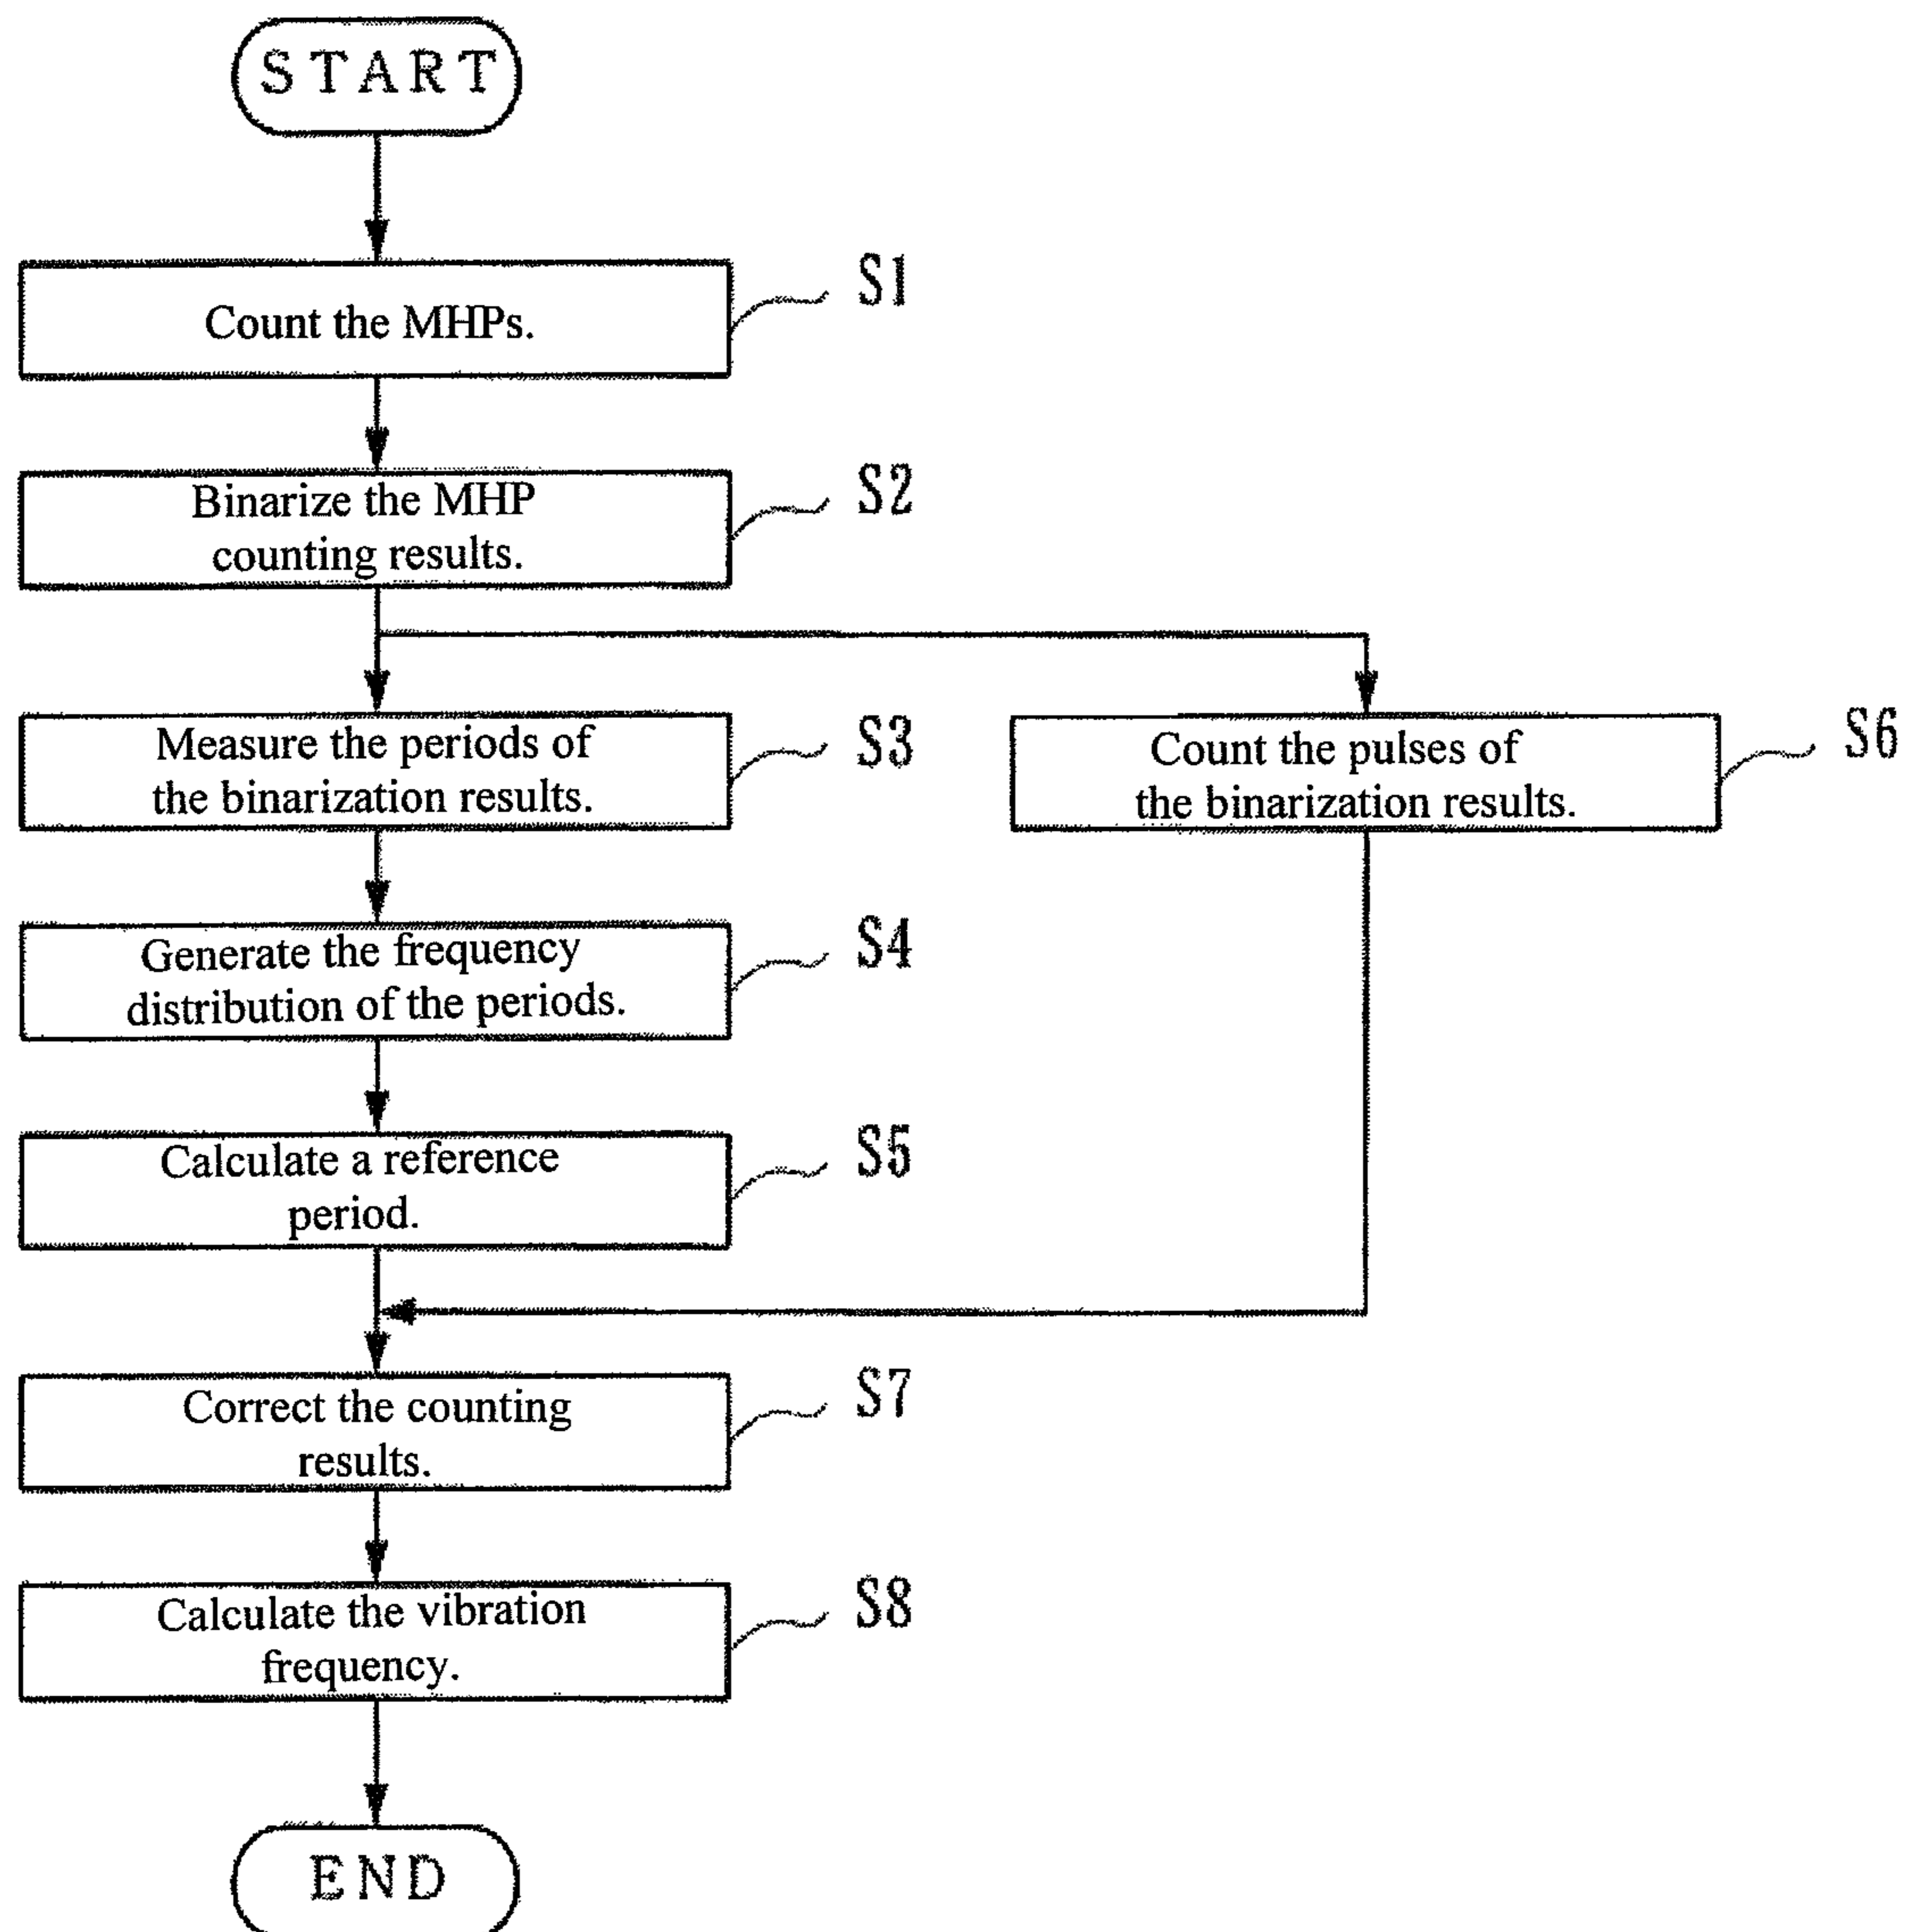 START
S1
Count the MHPs.
S2
Binarize the MHP
counting results.
S3
Measure the periods of
the binarization results.
S6
Count the pulses of
the binarization results.
S4
Generate the frequency
distribution of the periods.
S5
Calculate a reference
period.
S7
Correct the counting
results.
S8
Calculate the vibration
frequency.
END